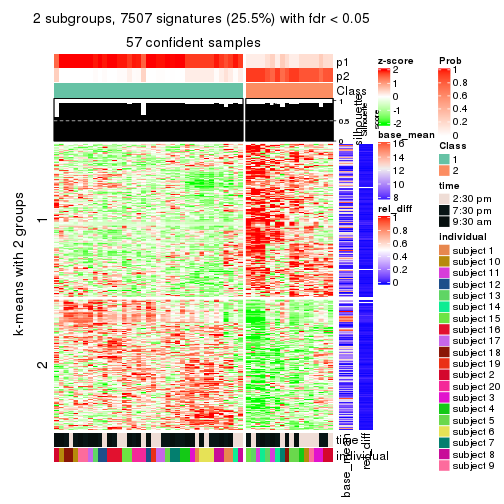 2 subgroups, 7507 signatures (25.5%) with fdr < 0.05
57 confident samples
p1
p2
Class
1
0.5
0
silhouette
score
k-means with 2 groups
1
2
time
individual
base_mean
rel_diff
z-score
2
1
0
-1
-2
base_mean
16
14
12
10
8
rel_diff
1
0.8
0.6
0.4
0.2
0
Prob
1
0.8
0.6
0.4
0.2
0
Class
1
2
time
2:30 pm
7:30 pm
9:30 am
individual
subject 1
subject 10
subject 11
subject 12
subject 13
subject 14
subject 15
subject 16
subject 17
subject 18
subject 19
subject 2
subject 20
subject 3
subject 4
subject 5
subject 6
subject 7
subject 8
subject 9